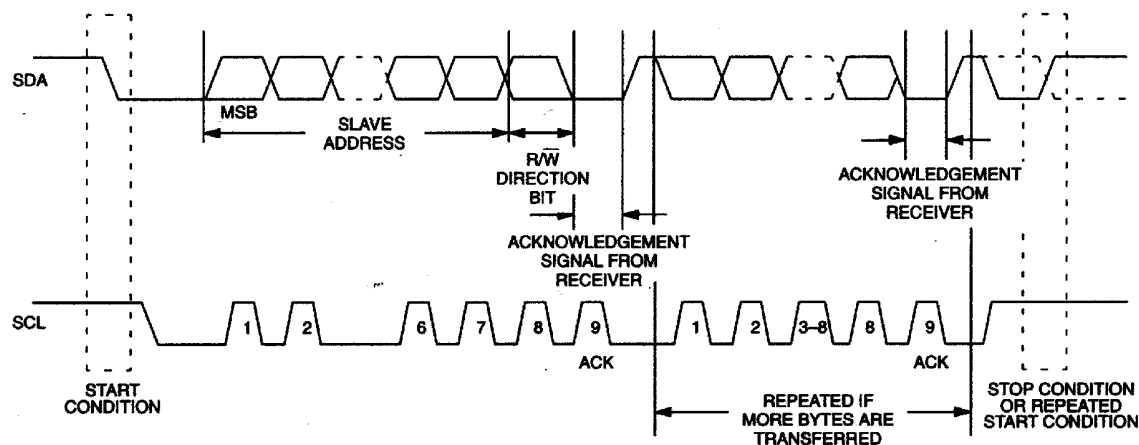 SDA
MSB
SLAVE
ADDRESS
R/W̅
DIRECTION
BIT
ACKNOWLEDGEMENT
SIGNAL FROM
RECEIVER
ACKNOWLEDGEMENT
SIGNAL FROM
RECEIVER
SCL
1 2 6 7 8 9 1 2 3–8 8 9
ACK
ACK
START
CONDITION
REPEATED IF
MORE BYTES ARE
TRANSFERRED
STOP CONDITION
OR REPEATED
START CONDITION